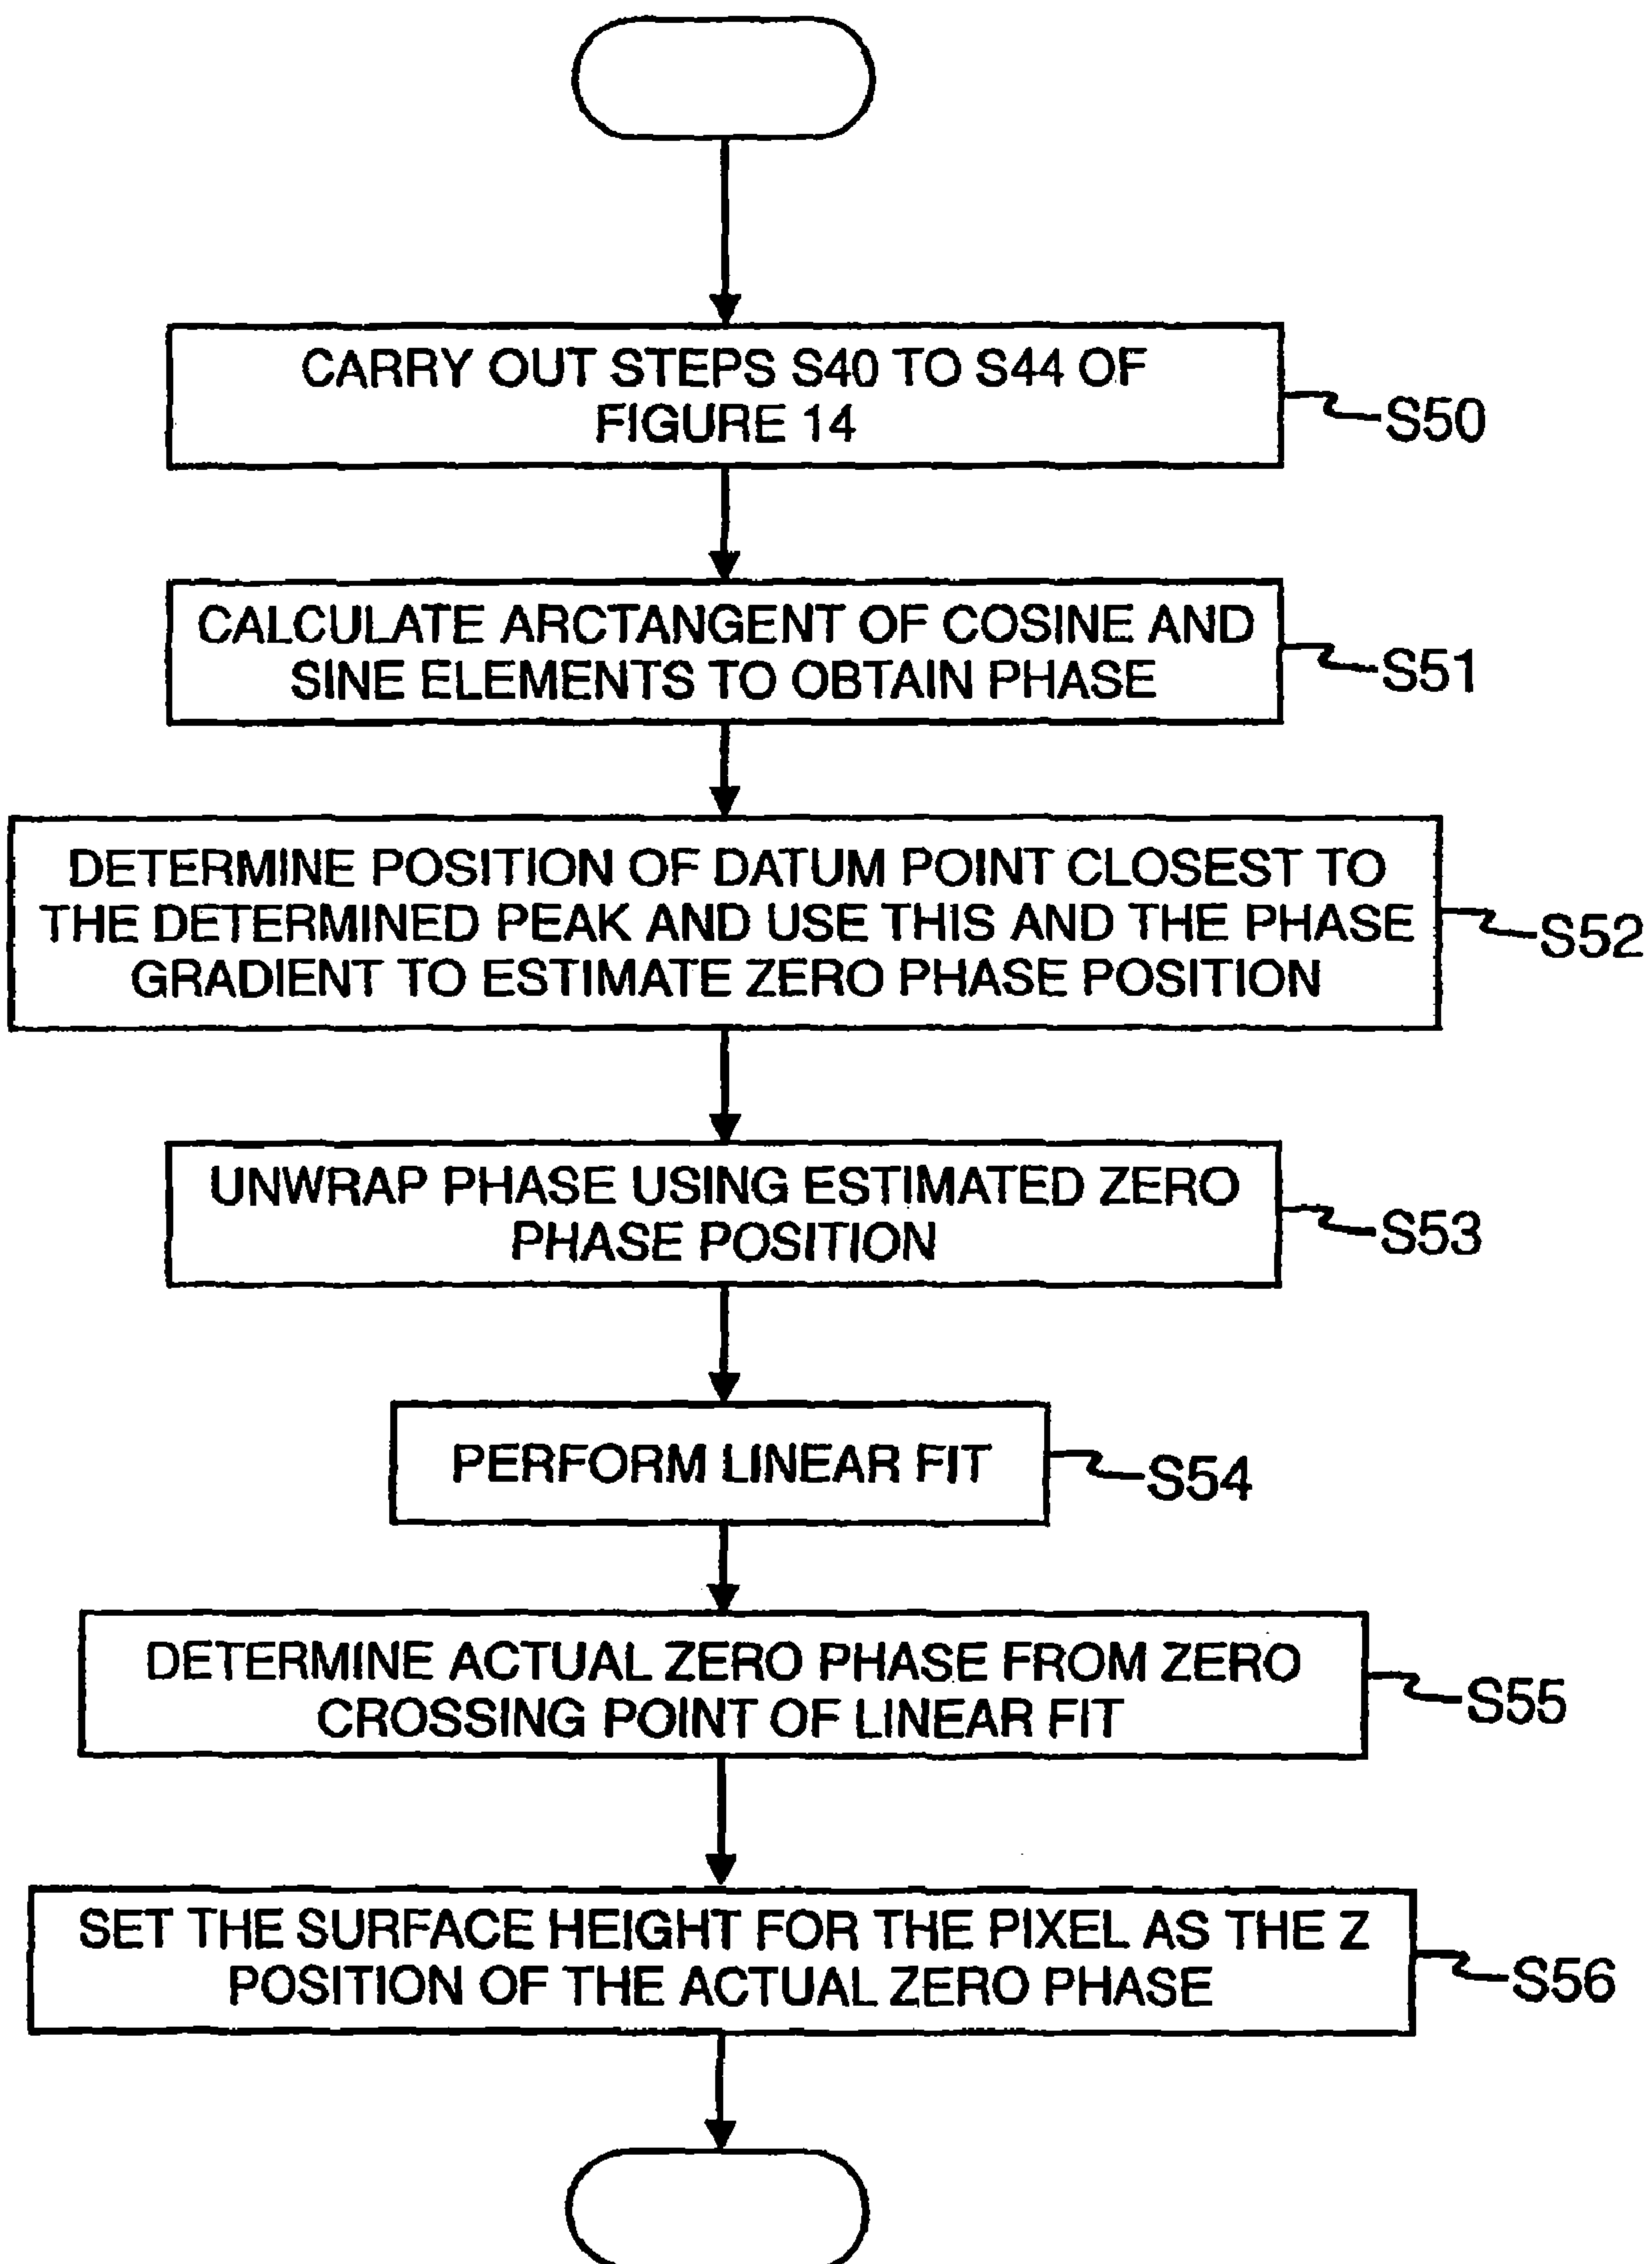 CARRY OUT STEPS S40 TO S44 OF
FIGURE 14
S50
CALCULATE ARCTANGENT OF COSINE AND
SINE ELEMENTS TO OBTAIN PHASE
S51
DETERMINE POSITION OF DATUM POINT CLOSEST TO
THE DETERMINED PEAK AND USE THIS AND THE PHASE
GRADIENT TO ESTIMATE ZERO PHASE POSITION
S52
UNWRAP PHASE USING ESTIMATED ZERO
PHASE POSITION
S53
PERFORM LINEAR FIT
S54
DETERMINE ACTUAL ZERO PHASE FROM ZERO
CROSSING POINT OF LINEAR FIT
S55
SET THE SURFACE HEIGHT FOR THE PIXEL AS THE Z
POSITION OF THE ACTUAL ZERO PHASE
S56